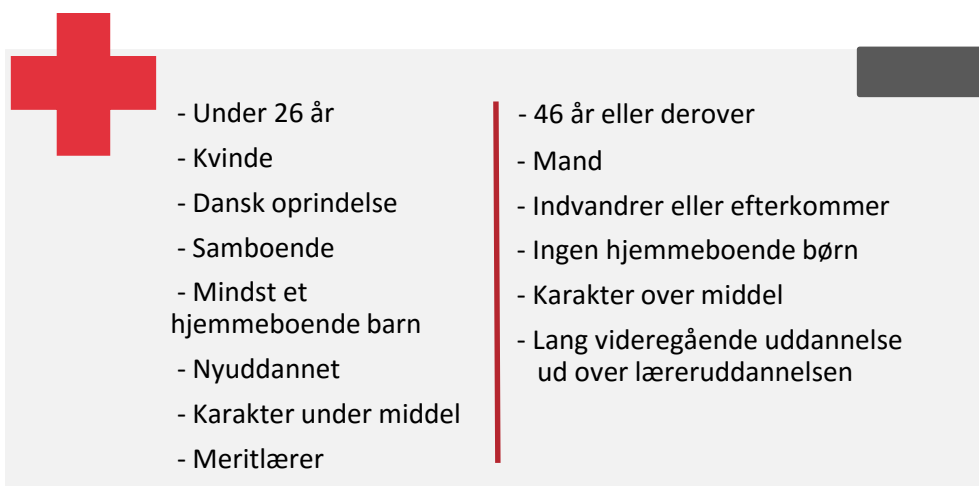 - Under 26 år
- Kvinde
- Dansk oprindelse
- Samboende
- Mindst et
hjemmeboende barn
- Nyuddannet
- Karakter under middel
- Meritlærer
- 46 år eller derover
- Mand
- Indvandrer eller efterkommer
- Ingen hjemmeboende børn
- Karakter over middel
- Lang videregående uddannelse
ud over læreruddannelsen